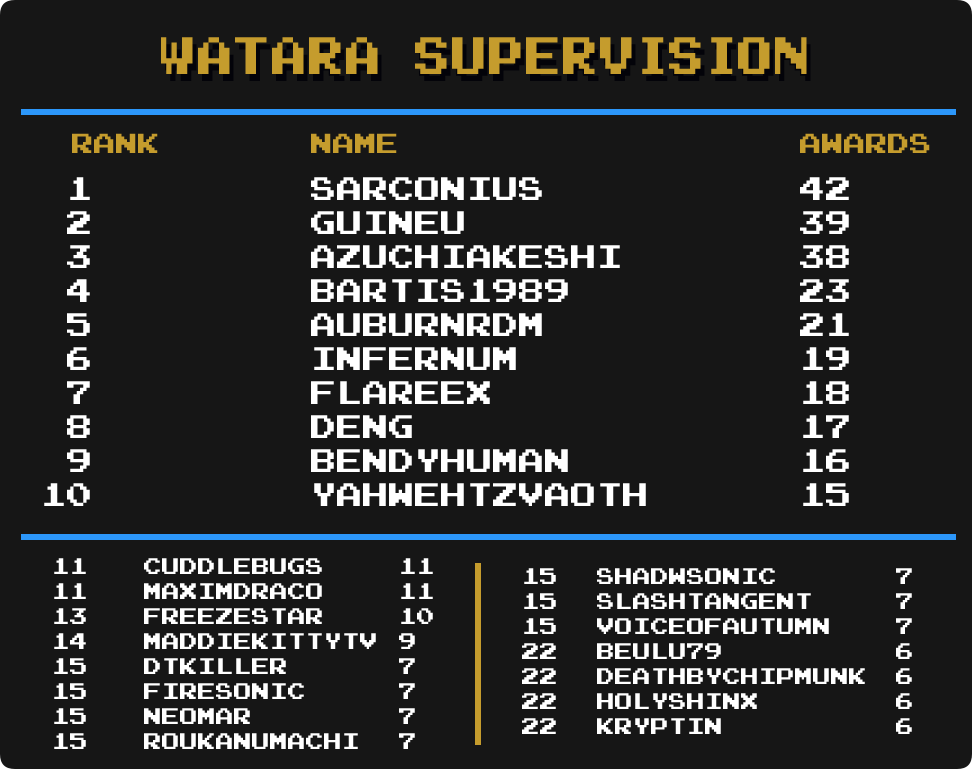 WATARA SUPERVISION
RANK NAME AWARDS
1 SARCONIUS 42
2 GUINEU 39
3 AZUCHIAKESHI 38
4 BARTIS1989 23
5 AUBURNRDM 21
6 INFERNUM 19
7 FLAREEX 18
8 DENG 17
9 BENDYHUMAN 16
10 YAHWEHTZVAOTH 15
11 CUDDLEBUGS 11
11 MAXIMDRACO 11
13 FREEZESTAR 10
14 MADDIEKITTYTV 9
15 DTKILLER 7
15 FIRESONIC 7
15 NEOMAR 7
15 ROUKANUMACHI 7
15 SHADWSONIC 7
15 SLASHTANGENT 7
15 VOICEOFAUTUMN 7
22 BEULU79 6
22 DEATHBYCHIPMUNK 6
22 HOLYSHINX 6
22 KRYPTIN 6